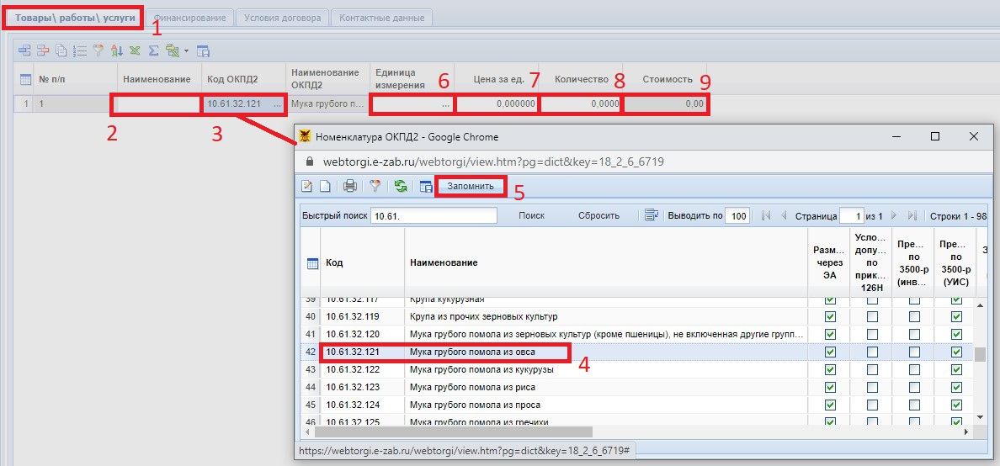 Товары\ работы\ услуги
Финансирование
Условия договора
Контактные данные
1
№ п/п
Наименование
Код ОКПД2
Наименование ОКПД2
Единица измерения
6
Цена за ед.
7
Количество
8
Стоимость
9
1 1 10.61.32.121 ... Мука грубого п... ... 0,000000 0,0000 0,00
2
3
Номенклатура ОКПД2 - Google Chrome
webtorgi.e-zab.ru/webtorgi/view.htm?pg=dict&key=18_2_6_6719
Запомнить
5
Быстрый поиск 10.61. Поиск Сбросить Выводить по 100 Страница 1 из 1 Строки 1 - 98
Код
Наименование
Разм... через ЭА
Усло... допу... по прик... 126Н
Пре... по 3500-р (инв...
Пре... по 3500-р (УИС)
39 10.61.32.117 Крупа кукурузная
40 10.61.32.119 Крупа из прочих зерновых культур
41 10.61.32.120 Мука грубого помола из зерновых культур (кроме пшеницы), не включенная другие групп...
42 10.61.32.121 Мука грубого помола из овса
4
43 10.61.32.122 Мука грубого помола из кукурузы
44 10.61.32.123 Мука грубого помола из риса
45 10.61.32.124 Мука грубого помола из проса
46 10.61.32.125 Мука грубого помола из гречихи
https://webtorgi.e-zab.ru/webtorgi/view.htm?pg=dict&key=18_2_6_6719#